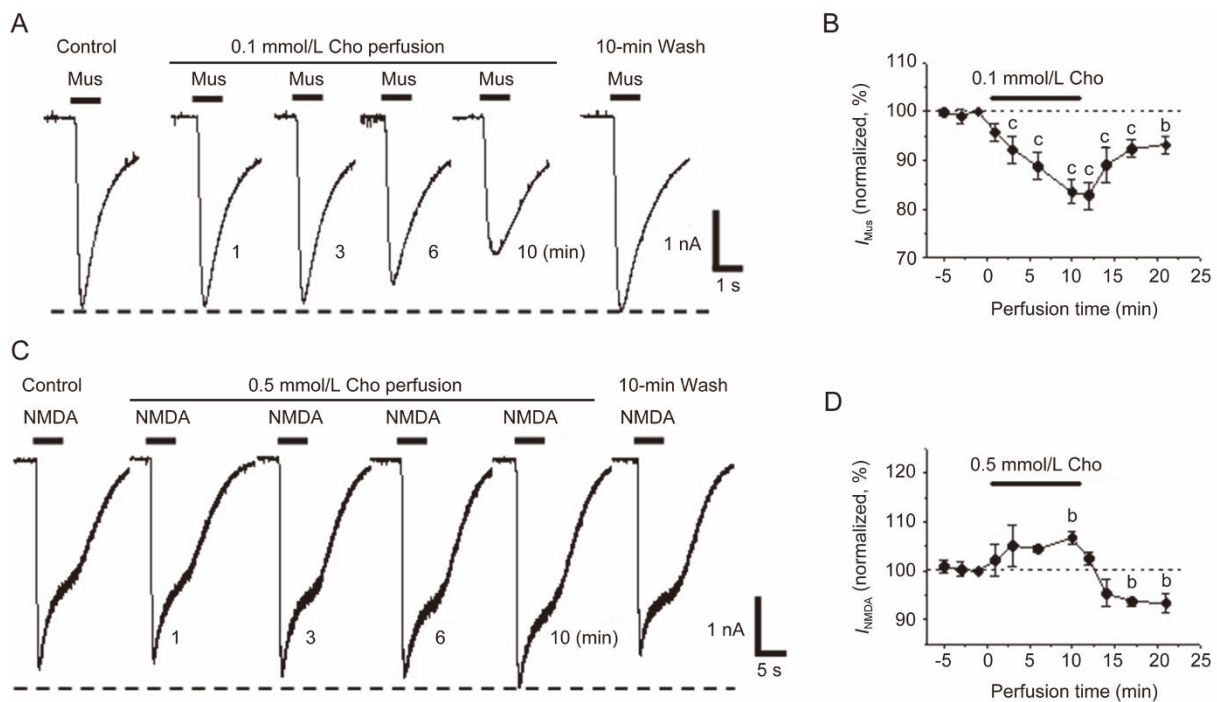 A
Control
0.1 mmol/L Cho perfusion
10-min Wash
Mus
Mus
Mus
Mus
Mus
Mus
1
3
6
10 (min)
1 nA
1 s
B
0.1 mmol/L Cho
I Mus (normalized, %)
110
100
90
80
70
c
c
c
c
c
c
b
-5
0
5
10
15
20
25
Perfusion time (min)
C
Control
0.5 mmol/L Cho perfusion
10-min Wash
NMDA
NMDA
NMDA
NMDA
NMDA
NMDA
1
3
6
10 (min)
1 nA
5 s
D
0.5 mmol/L Cho
I NMDA (normalized, %)
120
110
100
90
b
b
b
-5
0
5
10
15
20
25
Perfusion time (min)